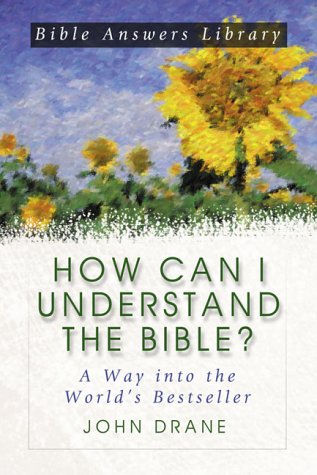 Bible Answers Library
HOW CAN I
UNDERSTAND
THE BIBLE?
A Way into the
World's Bestseller
JOHN DRANE